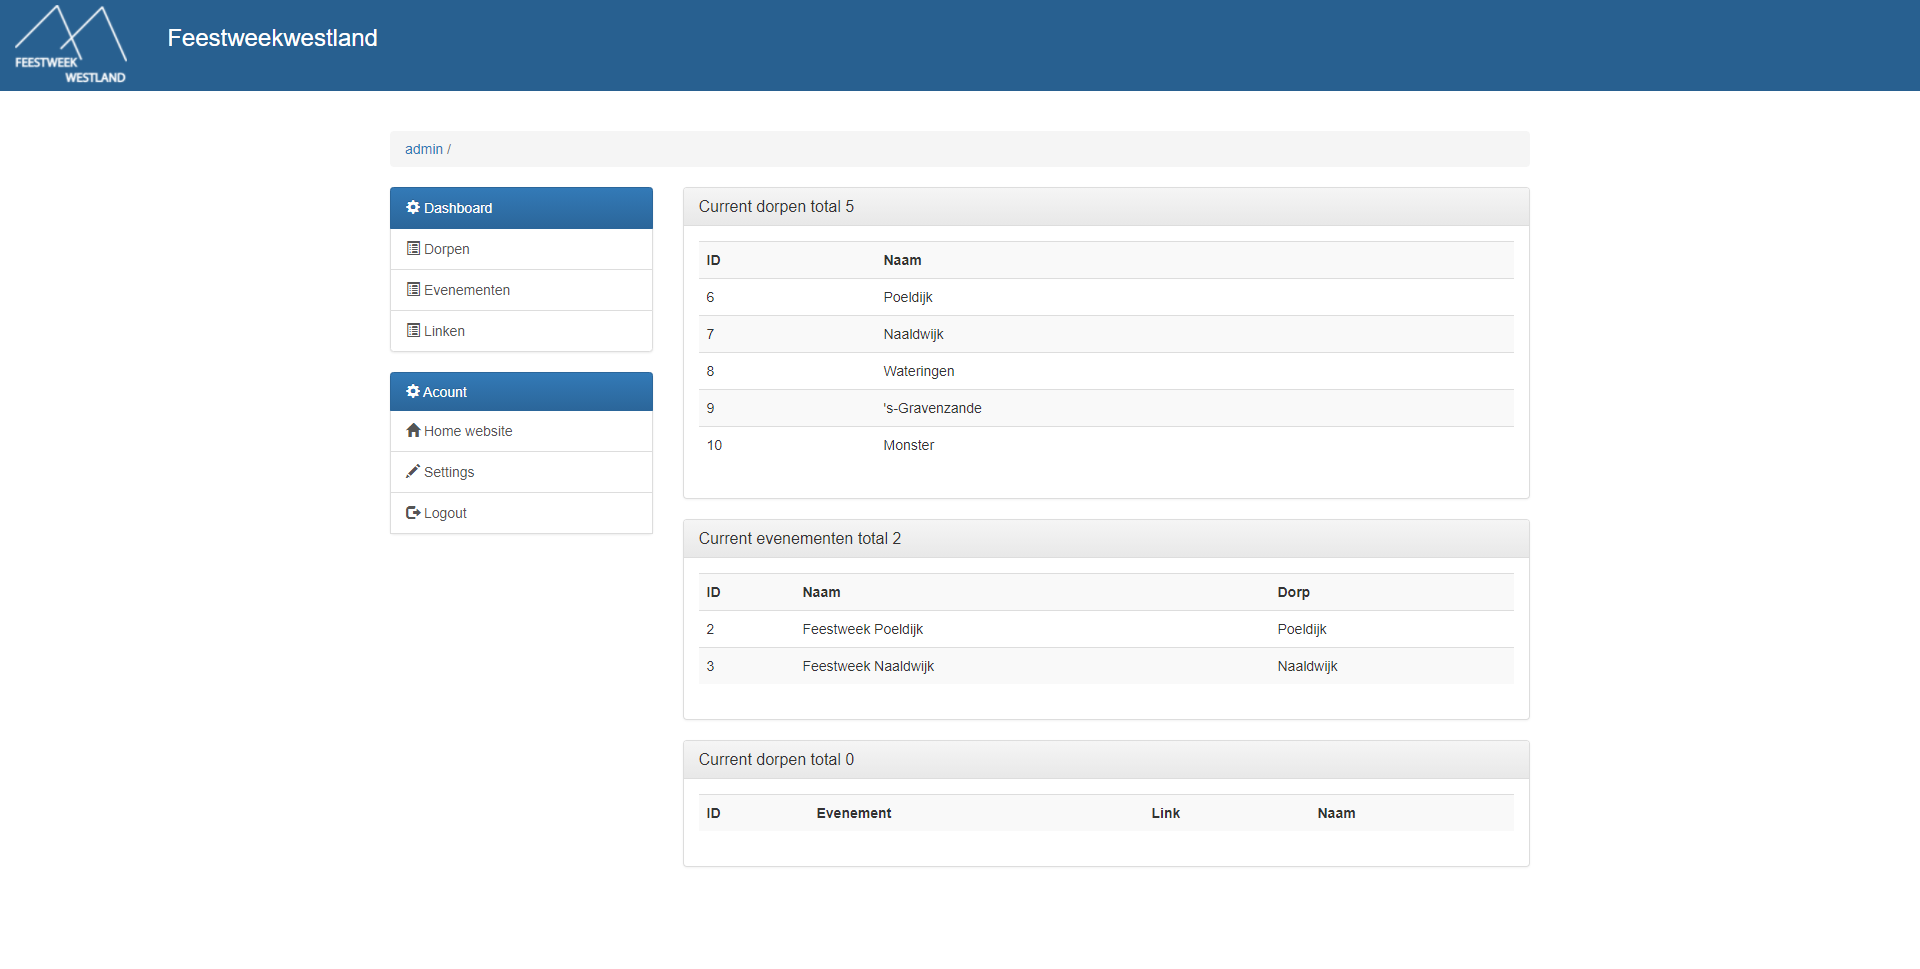 FEESTWEEK
WESTLAND
Feestweekwestland
admin /
Dashboard
Dorpen
Evenementen
Linken
Acount
Home website
Settings
Logout
Current dorpen total 5
ID Naam
6 Poeldijk
7 Naaldwijk
8 Wateringen
9 's-Gravenzande
10 Monster
Current evenementen total 2
ID Naam Dorp
2 Feestweek Poeldijk Poeldijk
3 Feestweek Naaldwijk Naaldwijk
Current dorpen total 0
ID Evenement Link Naam